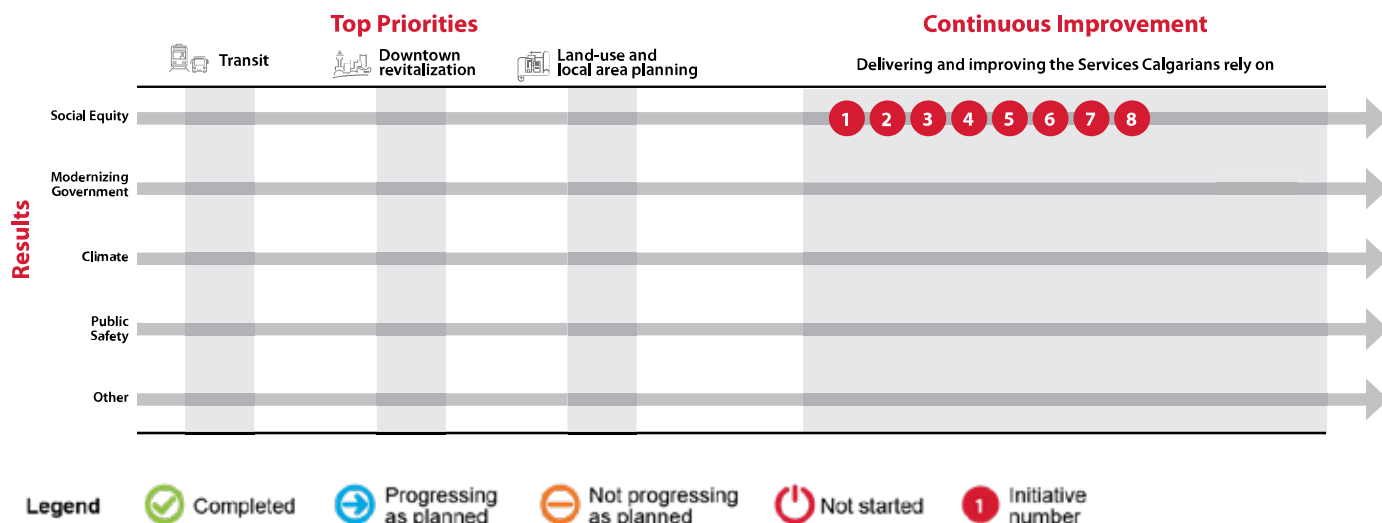 Top Priorities
Continuous Improvement
Transit
Downtown
revitalization
Land-use and
local area planning
Delivering and improving the Services Calgarians rely on
Results
Social Equity
1 2 3 4 5 6 7 8
Modernizing
Government
Climate
Public
Safety
Other
Legend
Completed
Progressing
as planned
Not progressing
as planned
Not started
1
Initiative
number